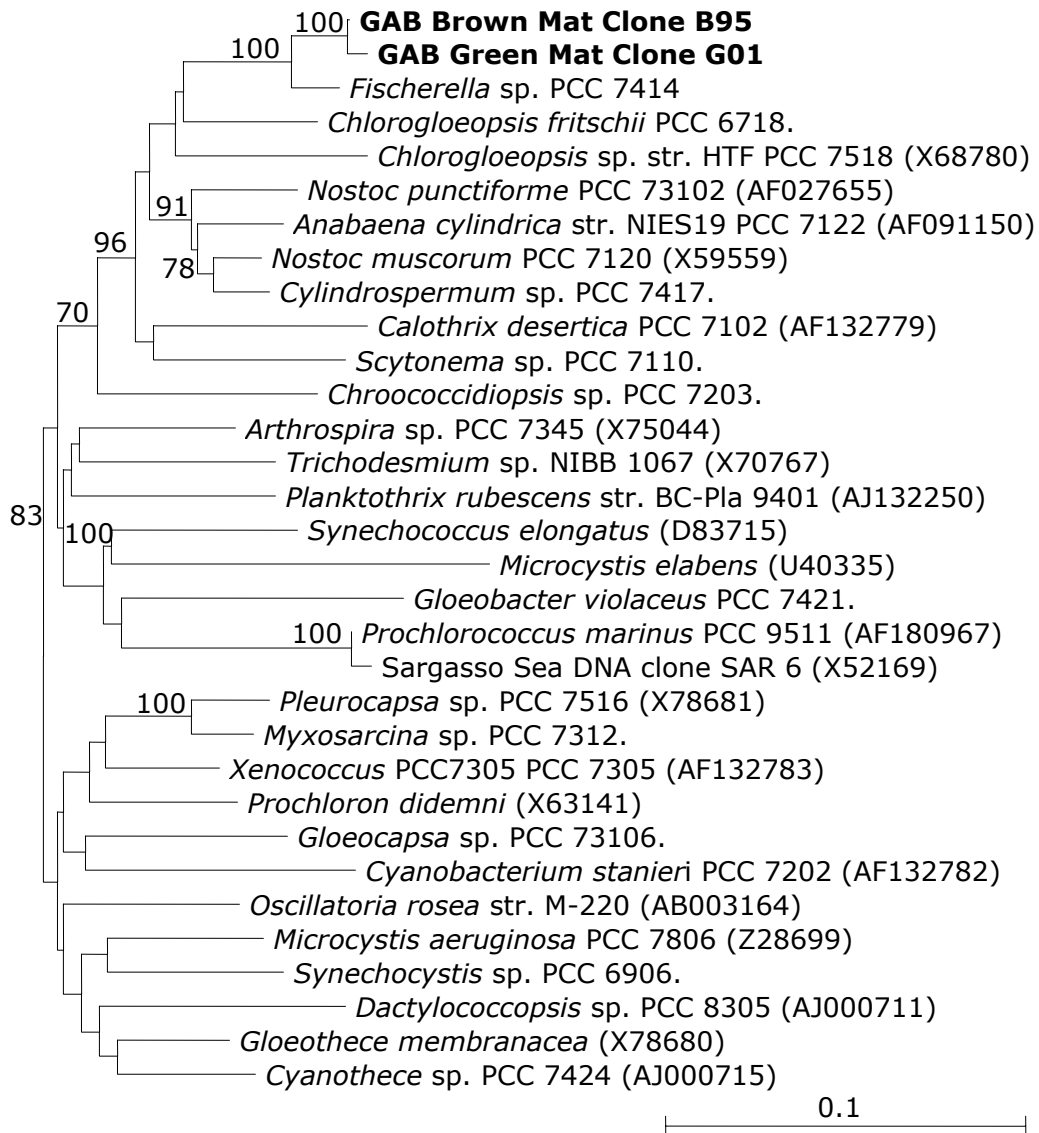 100 GAB Brown Mat Clone B95
100 GAB Green Mat Clone G01
Fischerella sp. PCC 7414
Chlorogloeopsis fritschii PCC 6718.
Chlorogloeopsis sp. str. HTF PCC 7518 (X68780)
Nostoc punctiforme PCC 73102 (AF027655)
91 Anabaena cylindrica str. NIES19 PCC 7122 (AF091150)
96 Nostoc muscorum PCC 7120 (X59559)
78 Cylindrospermum sp. PCC 7417.
70 Calothrix desertica PCC 7102 (AF132779)
Scytonema sp. PCC 7110.
Chroococcidiopsis sp. PCC 7203.
Arthrospira sp. PCC 7345 (X75044)
Trichodesmium sp. NIBB 1067 (X70767)
Planktothrix rubescens str. BC-Pla 9401 (AJ132250)
83 100 Synechococcus elongatus (D83715)
Microcystis elabens (U40335)
Gloeobacter violaceus PCC 7421.
100 Prochlorococcus marinus PCC 9511 (AF180967)
Sargasso Sea DNA clone SAR 6 (X52169)
100 Pleurocapsa sp. PCC 7516 (X78681)
Myxosarcina sp. PCC 7312.
Xenococcus PCC7305 PCC 7305 (AF132783)
Prochloron didemni (X63141)
Gloeocapsa sp. PCC 73106.
Cyanobacterium stanieri PCC 7202 (AF132782)
Oscillatoria rosea str. M-220 (AB003164)
Microcystis aeruginosa PCC 7806 (Z28699)
Synechocystis sp. PCC 6906.
Dactylococcopsis sp. PCC 8305 (AJ000711)
Gloeothece membranacea (X78680)
Cyanothece sp. PCC 7424 (AJ000715)
0.1